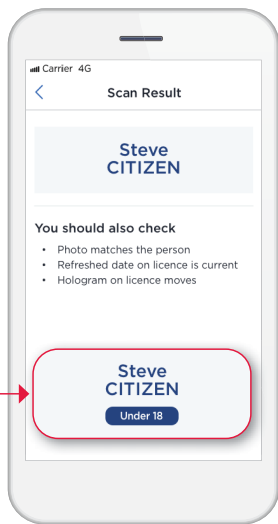 Carrier 4G
Scan Result
Steve
CITIZEN
You should also check
• Photo matches the person
• Refreshed date on licence is current
• Hologram on licence moves
Steve
CITIZEN
Under 18